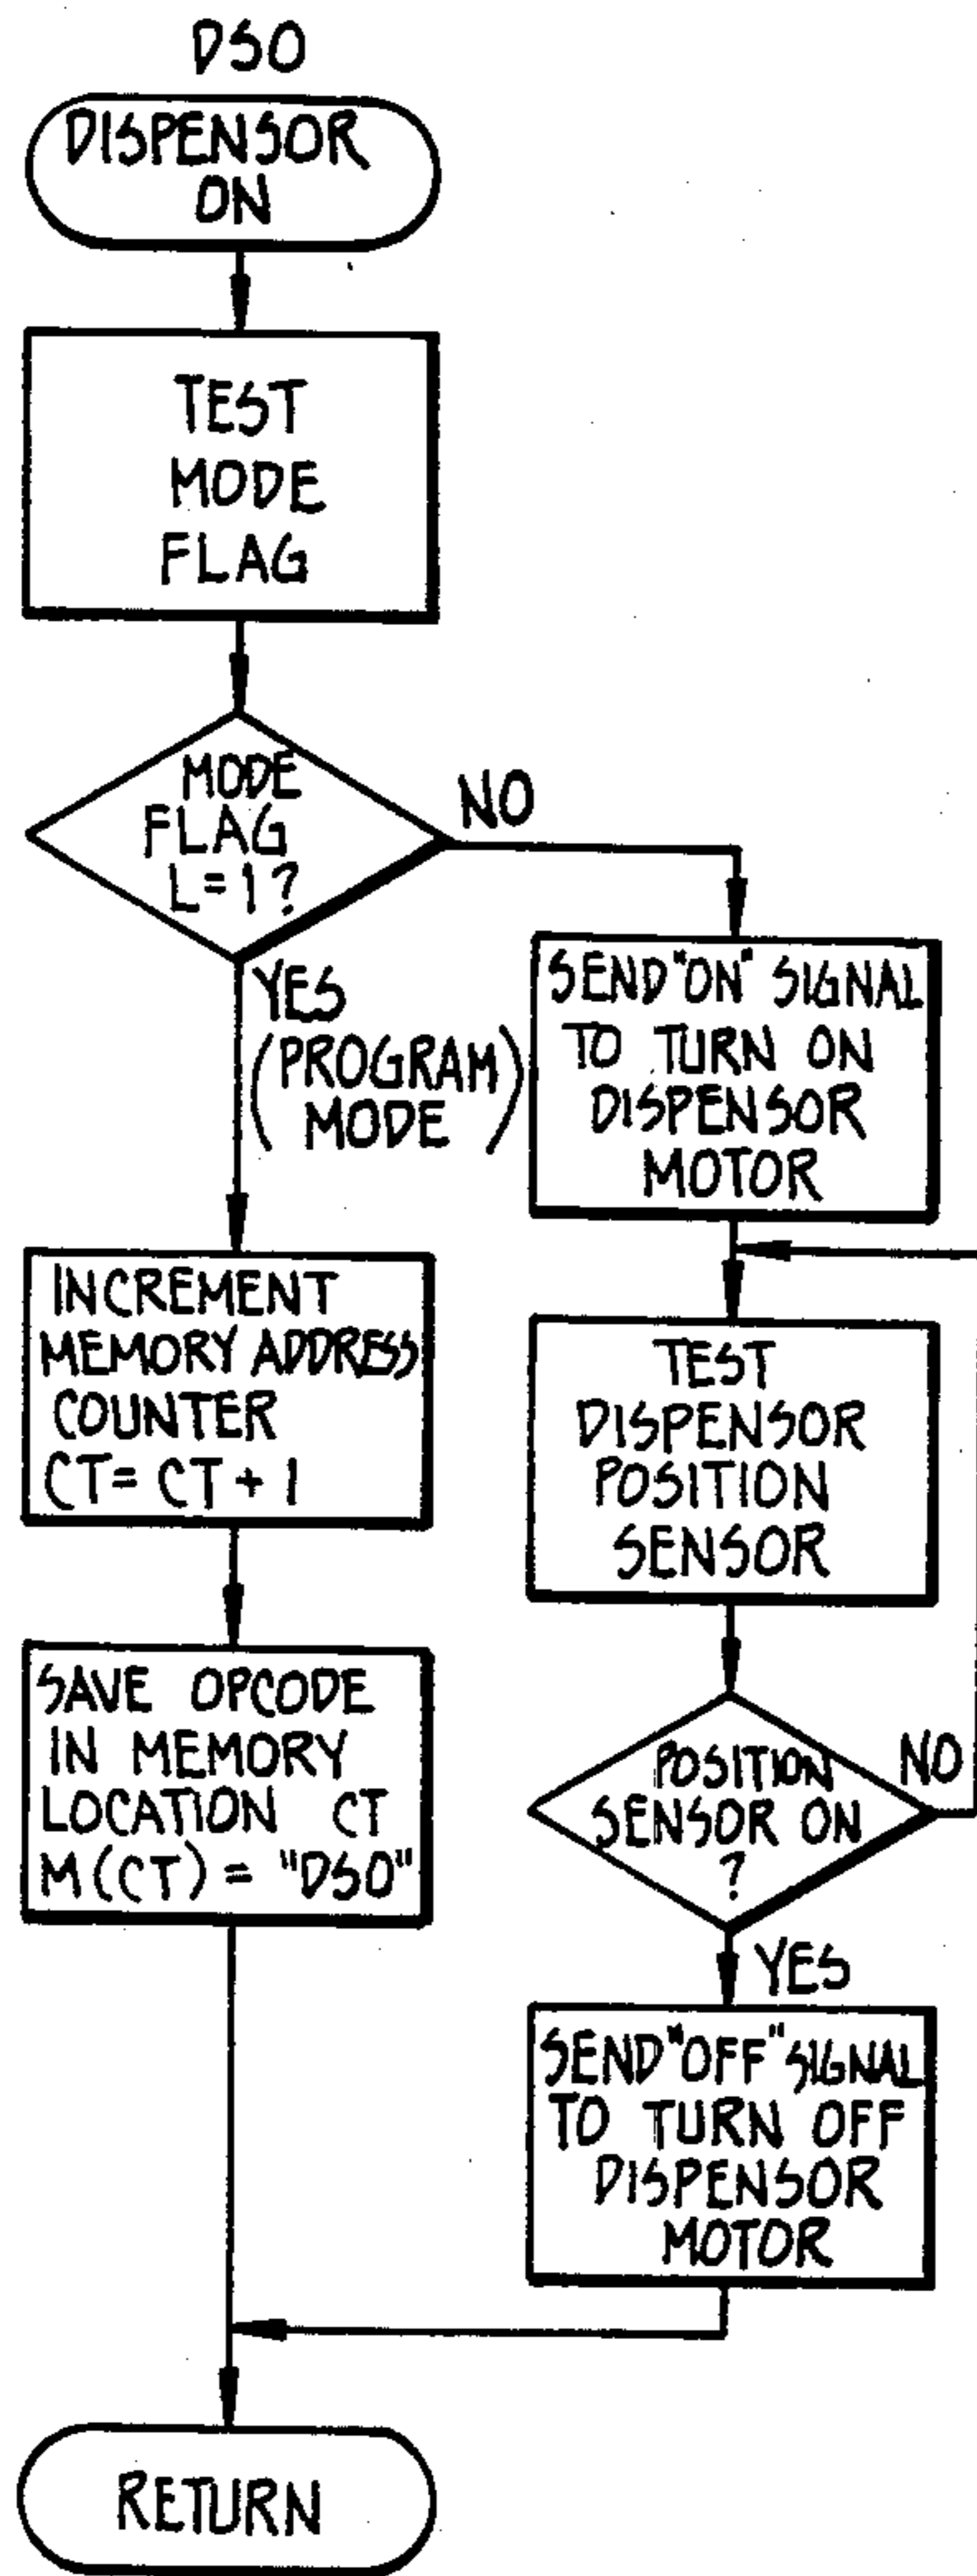 DSO
DISPENSOR
ON
TEST
MODE
FLAG
MODE
FLAG
L=1?
NO
YES
(PROGRAM
MODE)
INCREMENT
MEMORY ADDRESS
COUNTER
CT= CT + 1
SAVE OPCODE
IN MEMORY
LOCATION CT
M(CT) = "DSO"
SEND "ON" SIGNAL
TO TURN ON
DISPENSOR
MOTOR
TEST
DISPENSOR
POSITION
SENSOR
POSITION
SENSOR ON
?
NO
YES
SEND "OFF" SIGNAL
TO TURN OFF
DISPENSOR
MOTOR
RETURN